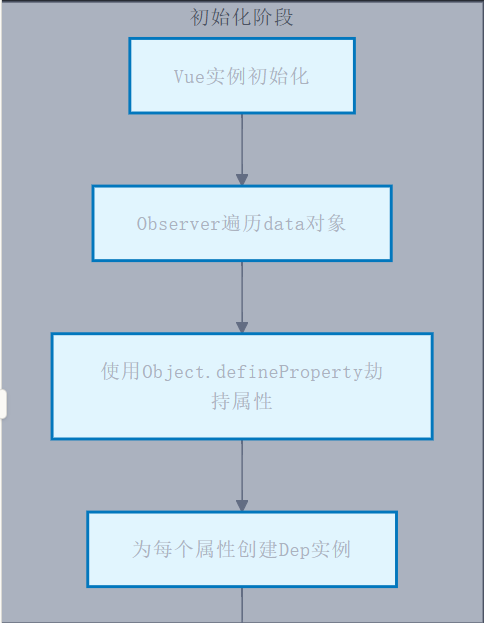 初始化阶段
Vue实例初始化
Observer遍历data对象
使用Object.defineProperty劫
持属性
为每个属性创建Dep实例